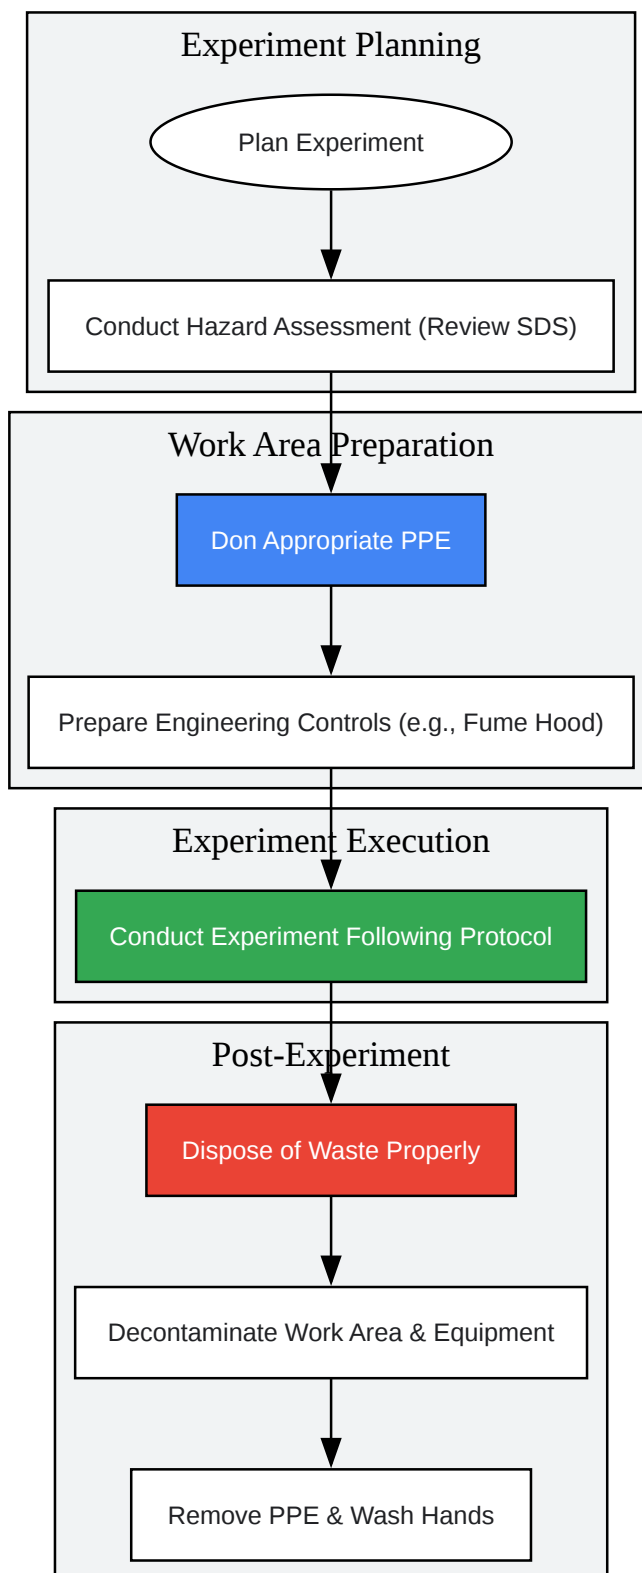 Experiment Planning
Plan Experiment
Conduct Hazard Assessment (Review SDS)
Work Area Preparation
Don Appropriate PPE
Prepare Engineering Controls (e.g., Fume Hood)
Experiment Execution
Conduct Experiment Following Protocol
Post-Experiment
Dispose of Waste Properly
Decontaminate Work Area & Equipment
Remove PPE & Wash Hands